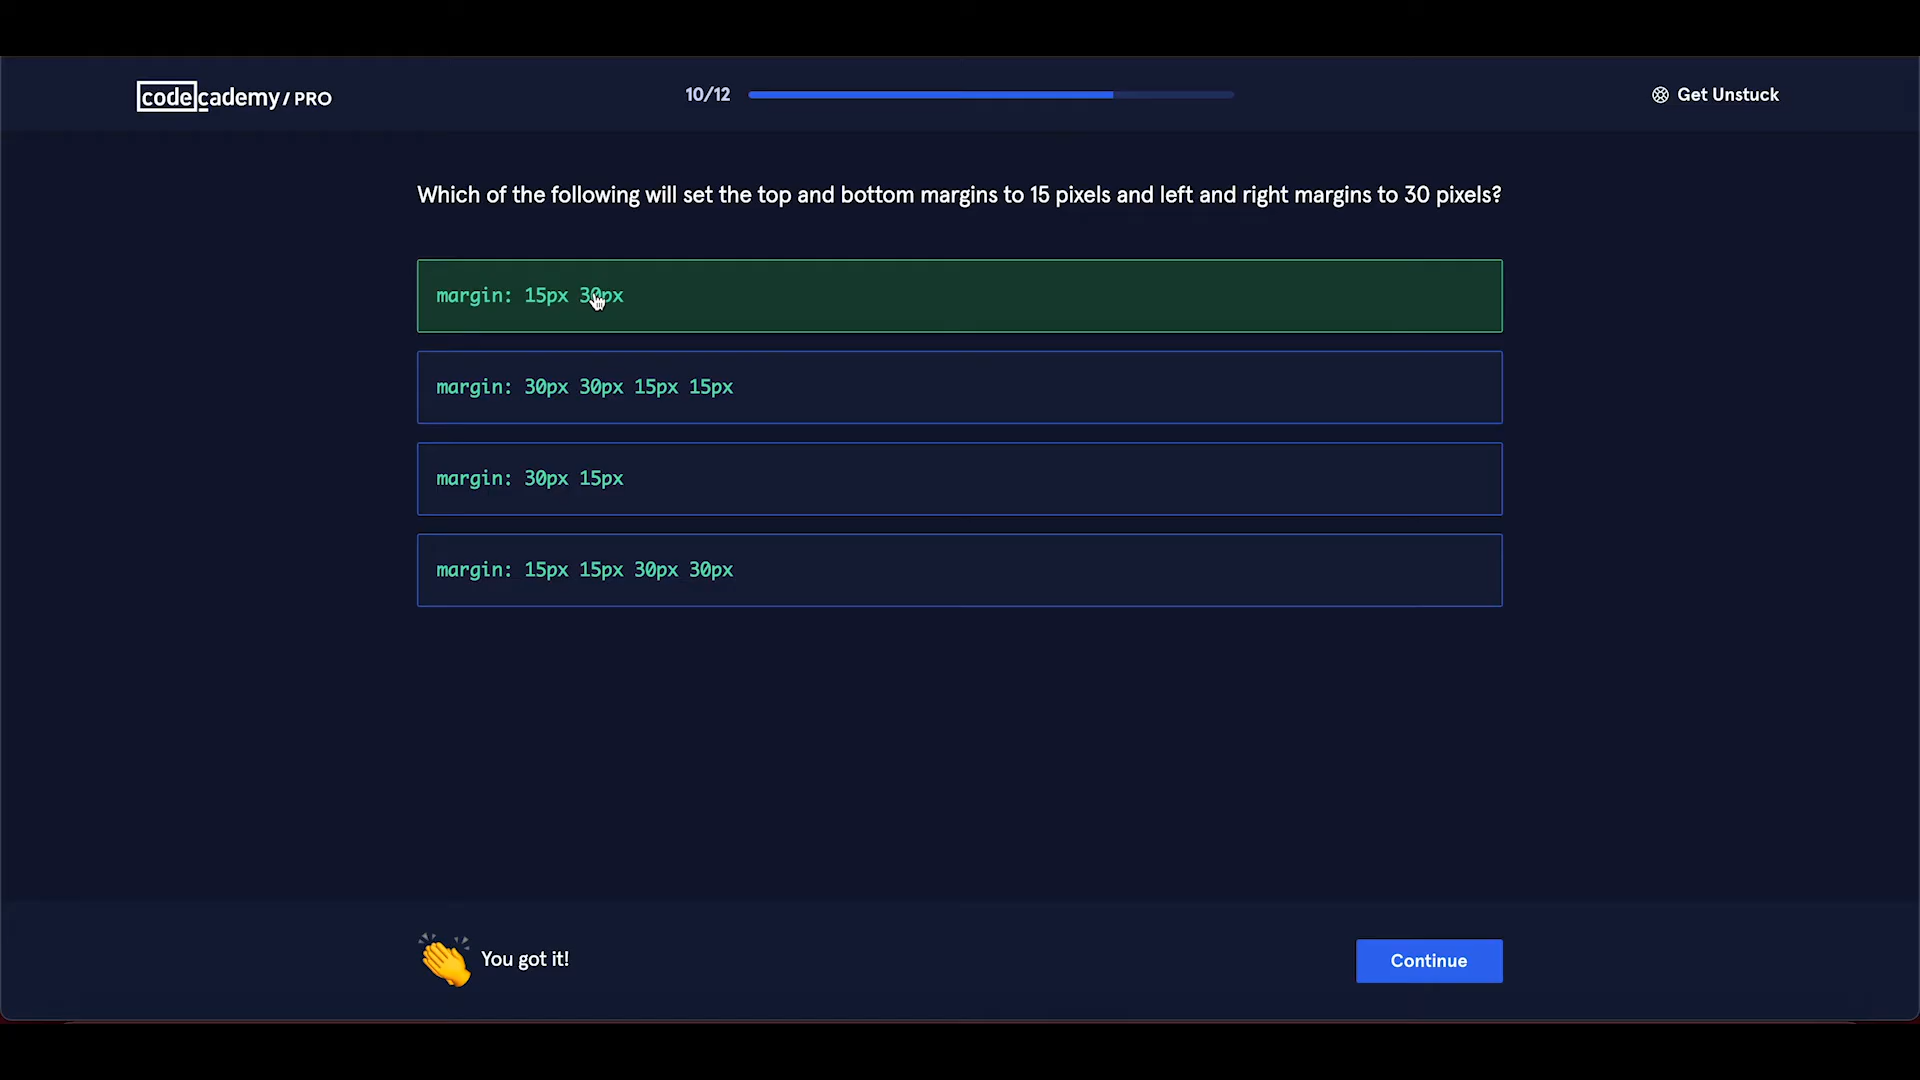 codecademy / PRO
10/12
Get Unstuck
Which of the following will set the top and bottom margins to 15 pixels and left and right margins to 30 pixels?
margin: 15px 30px
margin: 30px 30px 15px 15px
margin: 30px 15px
margin: 15px 15px 30px 30px
You got it!
Continue